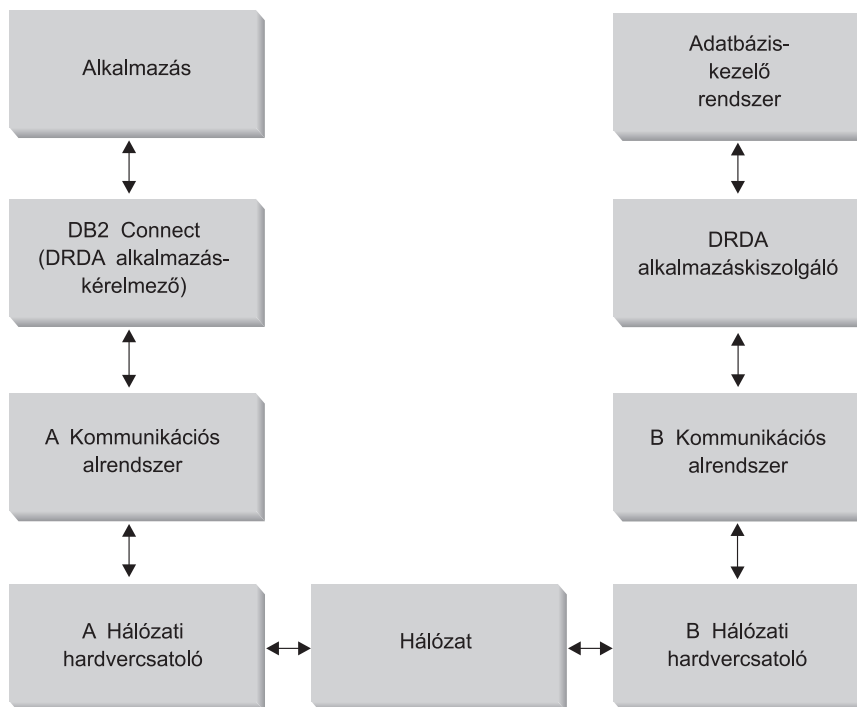 Alkalmazás
Adatbázis-
kezelő
rendszer
DB2 Connect
(DRDA alkalmazás-
kérelmező)
DRDA
alkalmazáskiszolgáló
A Kommunikációs
alrendszer
B Kommunikációs
alrendszer
A Hálózati
hardvercsatoló
Hálózat
B Hálózati
hardvercsatoló